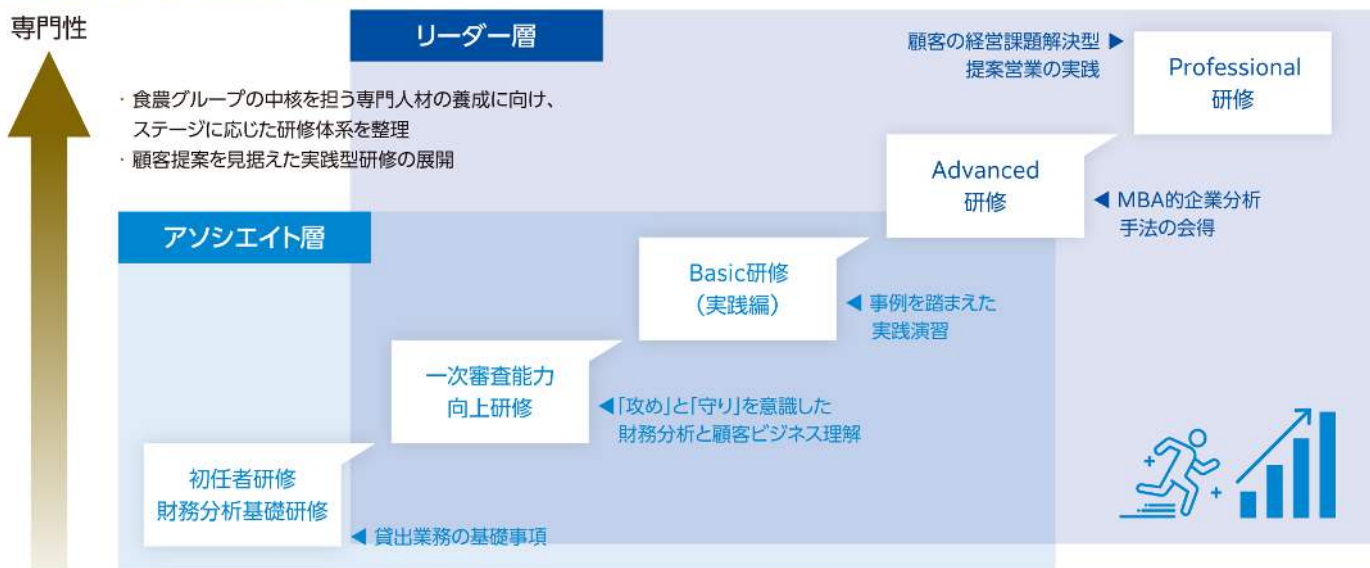 専門性
リーダー層
・食農グループの中核を担う専門人材の養成に向け、
ステージに応じた研修体系を整理
・顧客提案を見据えた実践型研修の展開
顧客の経営課題解決型 ▶
提案営業の実践
Professional
研修
Advanced
研修
◀ MBA的企業分析
手法の会得
アソシエイト層
Basic研修
（実践編）
◀ 事例を踏まえた
実践演習
一次審査能力
向上研修
◀「攻め」と「守り」を意識した
財務分析と顧客ビジネス理解
初任者研修
財務分析基礎研修
◀ 貸出業務の基礎事項